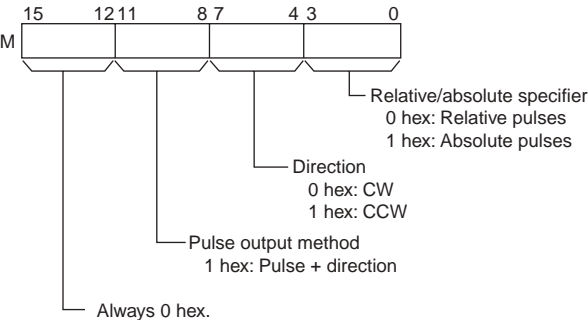 15 12 11 8 7 4 3 0
M
Relative/absolute specifier
0 hex: Relative pulses
1 hex: Absolute pulses
Direction
0 hex: CW
1 hex: CCW
Pulse output method
1 hex: Pulse + direction
Always 0 hex.